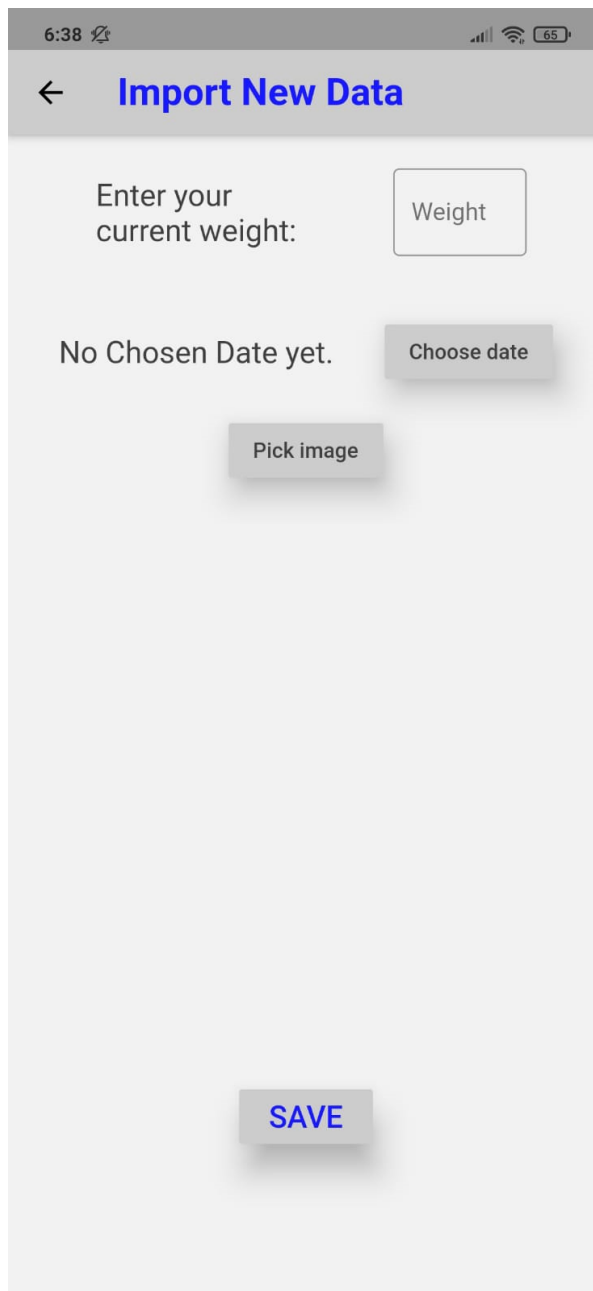 6:38
65
Import New Data
Enter your
current weight:
Weight
No Chosen Date yet.
Choose date
Pick image
SAVE